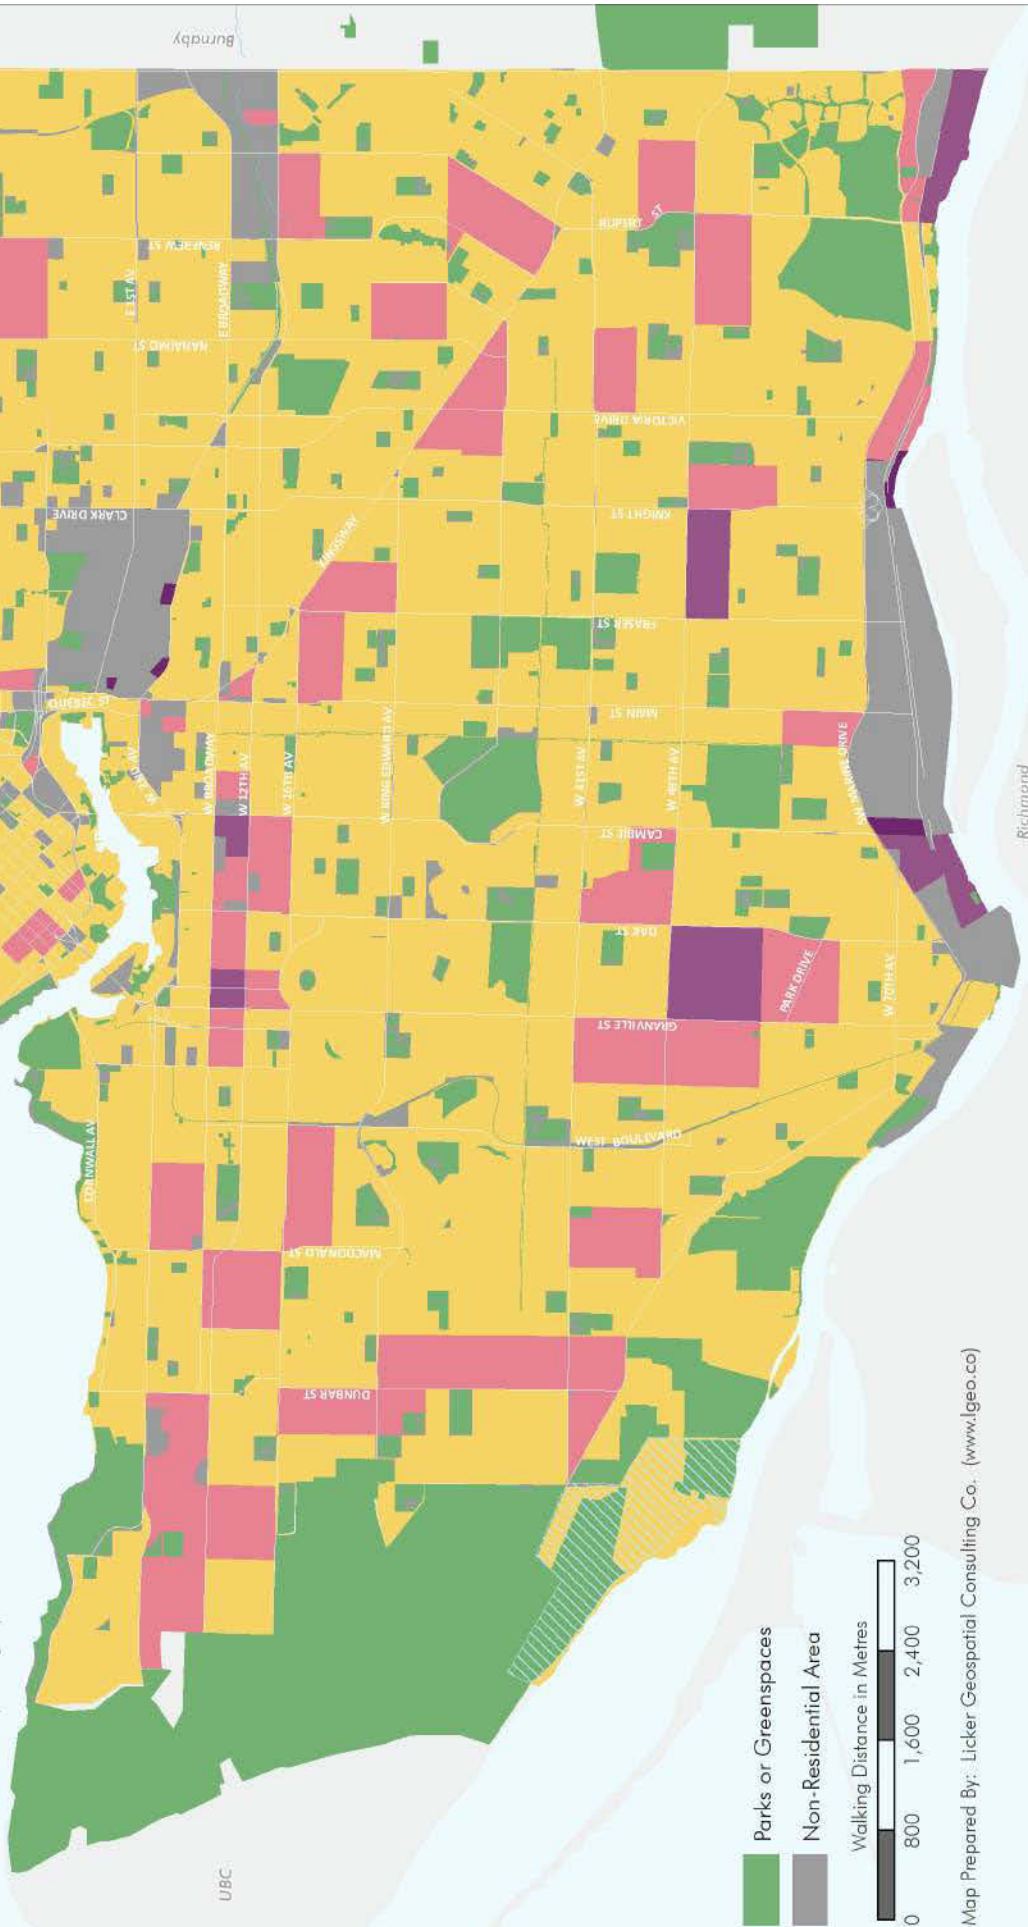 Burnaby
RENFREW ST
E 1ST AV
E BROADWAY
NANAIMO ST
RUPERT ST
VICTORIA DRIVE
CLARK DRIVE
KINGSWAY
KNIGHT ST
FRASER ST
QUEBEC ST
MAIN ST
W 2ND AV
W BROADWAY
W 12TH AV
W 16TH AV
W KING EDWARD AV
W 41ST AV
W 49TH AV
SW MARINE DRIVE
CAMBIE ST
OAK ST
PARK DRIVE
W 70TH AV
GRANVILLE ST
CORNWALL AV
WEST BOULEVARD
MACDONALD ST
DUNBAR ST
Richmond
UBC
Parks or Greenspaces
Non-Residential Area
Walking Distance in Metres
0 800 1,600 2,400 3,200
Map Prepared By: Licker Geospatial Consulting Co. (www.lgeo.co)